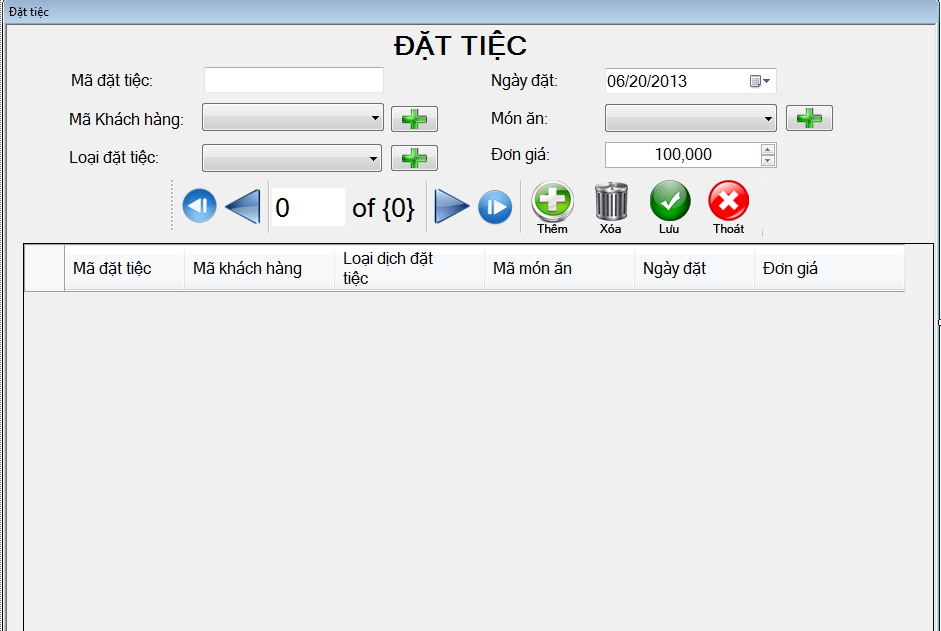 Đặt tiệc
ĐẶT TIỆC
Mã đặt tiệc:
Ngày đặt:
06/20/2013
Mã Khách hàng:
Món ăn:
Loại đặt tiệc:
Đơn giá:
100,000
0
of {0}
Thêm
Xóa
Lưu
Thoát
Mã đặt tiệc
Mã khách hàng
Loại dịch đặt
tiệc
Mã món ăn
Ngày đặt
Đơn giá